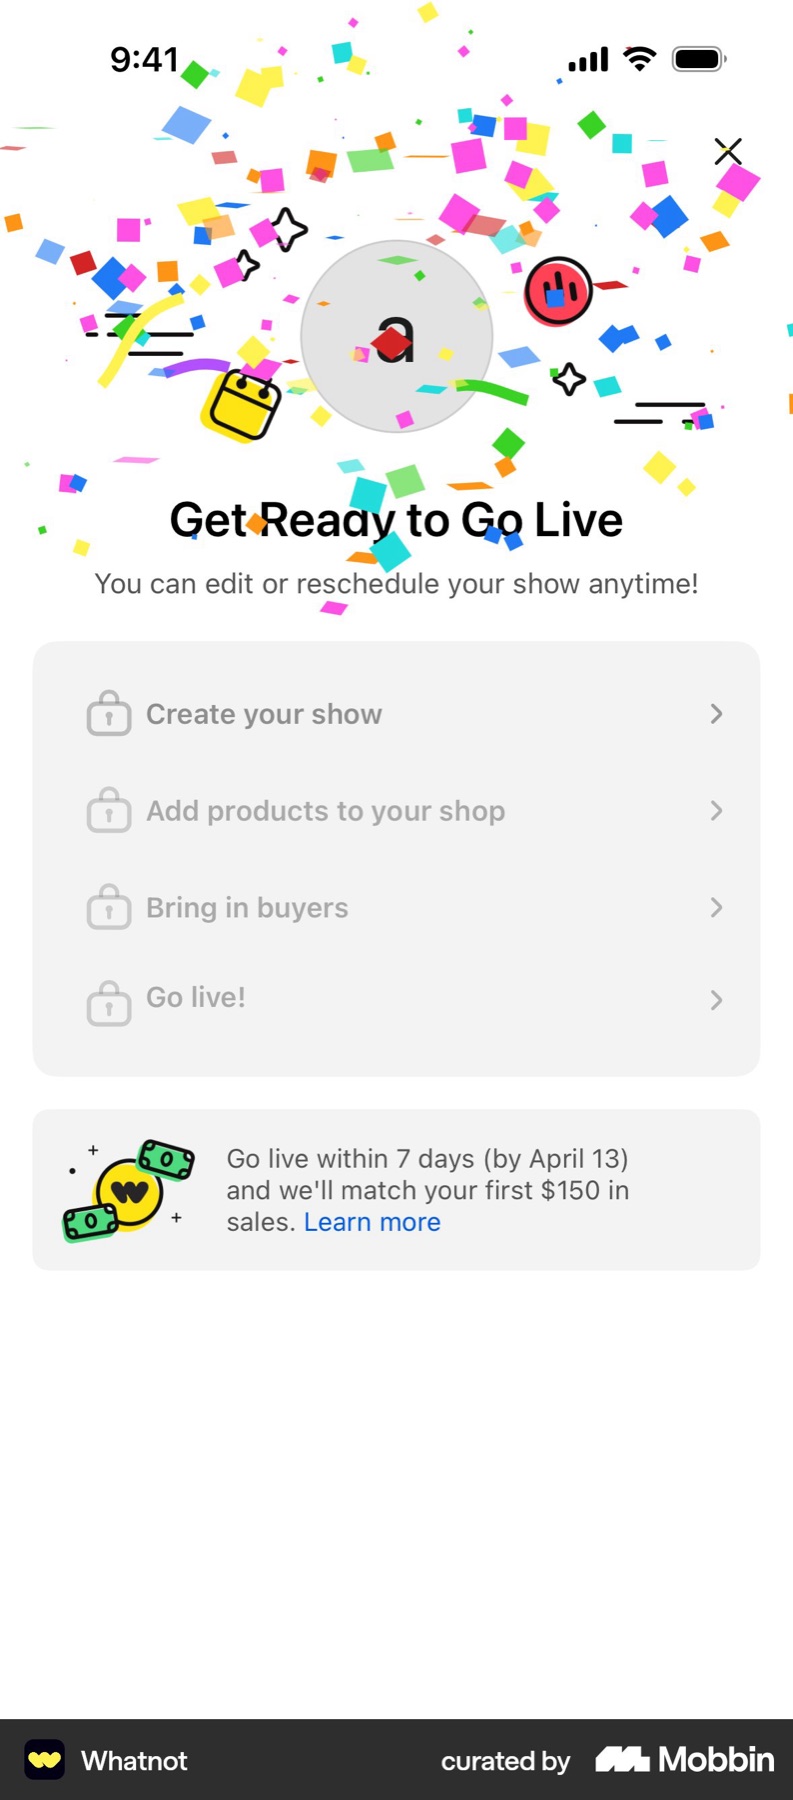 9:41
a
Get Ready to Go Live
You can edit or reschedule your show anytime!
Create your show
Add products to your shop
Bring in buyers
Go live!
Go live within 7 days (by April 13)
and we'll match your first $150 in
sales. Learn more
Whatnot
curated by Mobbin